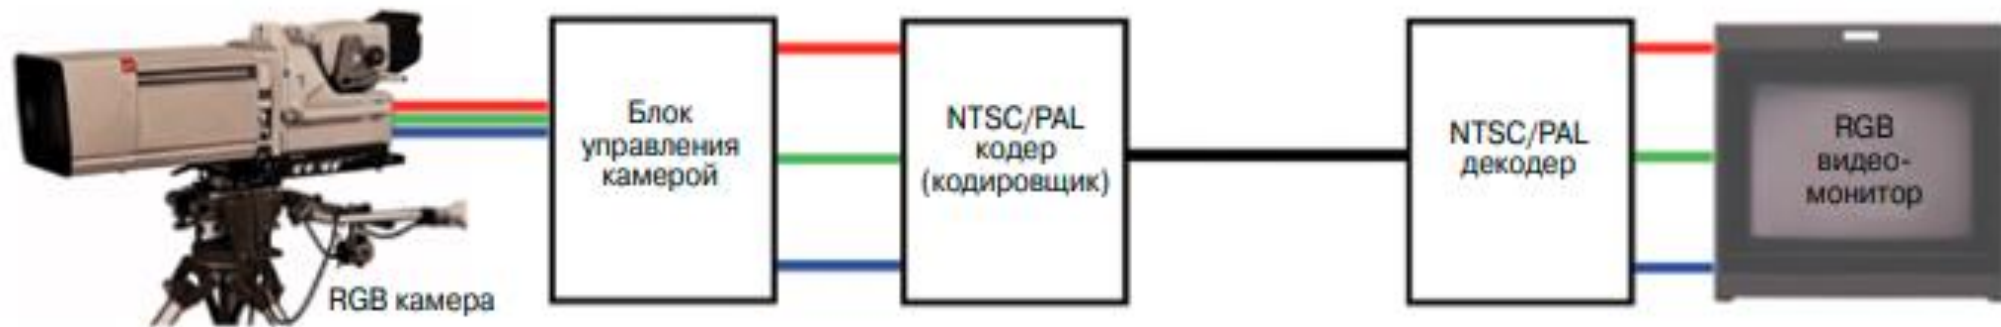 RGB камера
Блок
управления
камерой
NTSC/PAL
кодер
(кодировщик)
NTSC/PAL
декодер
RGB
видео-
монитор